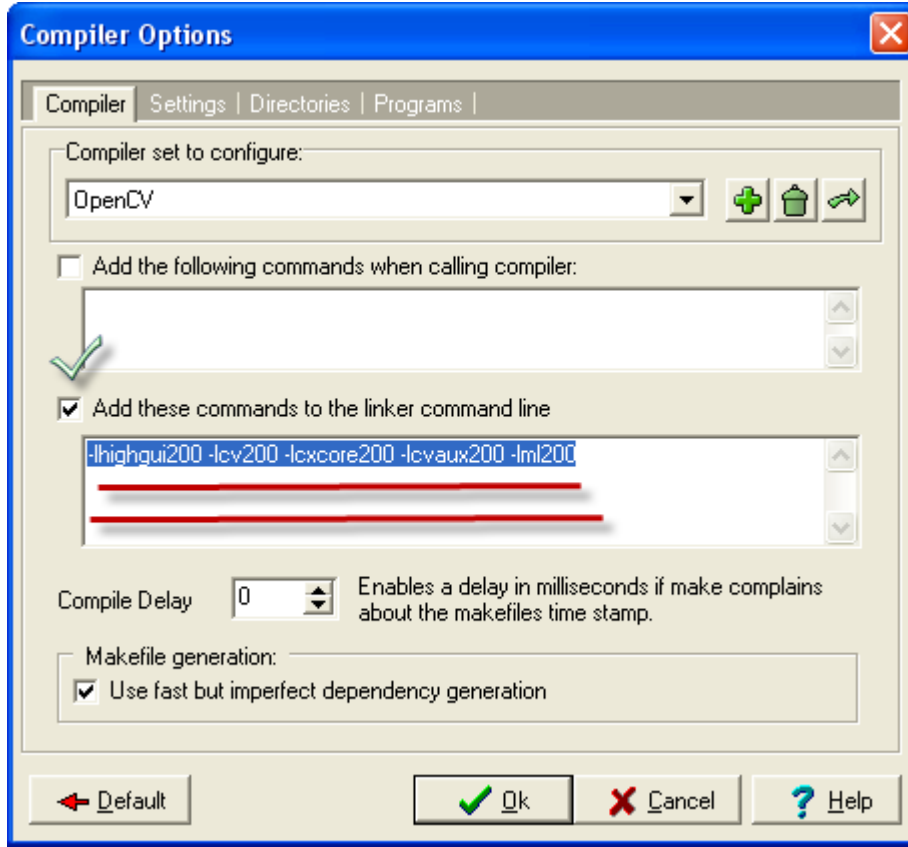 Compiler Options
Compiler Settings Directories Programs
Compiler set to configure:
OpenCV
Add the following commands when calling compiler:
Add these commands to the linker command line
-lhighgui200 -lcv200 -lcxcore200 -lcvaux200 -lml200
Compile Delay 0 Enables a delay in milliseconds if make complains
about the makefiles time stamp.
Makefile generation:
Use fast but imperfect dependency generation
Default Ok Cancel Help